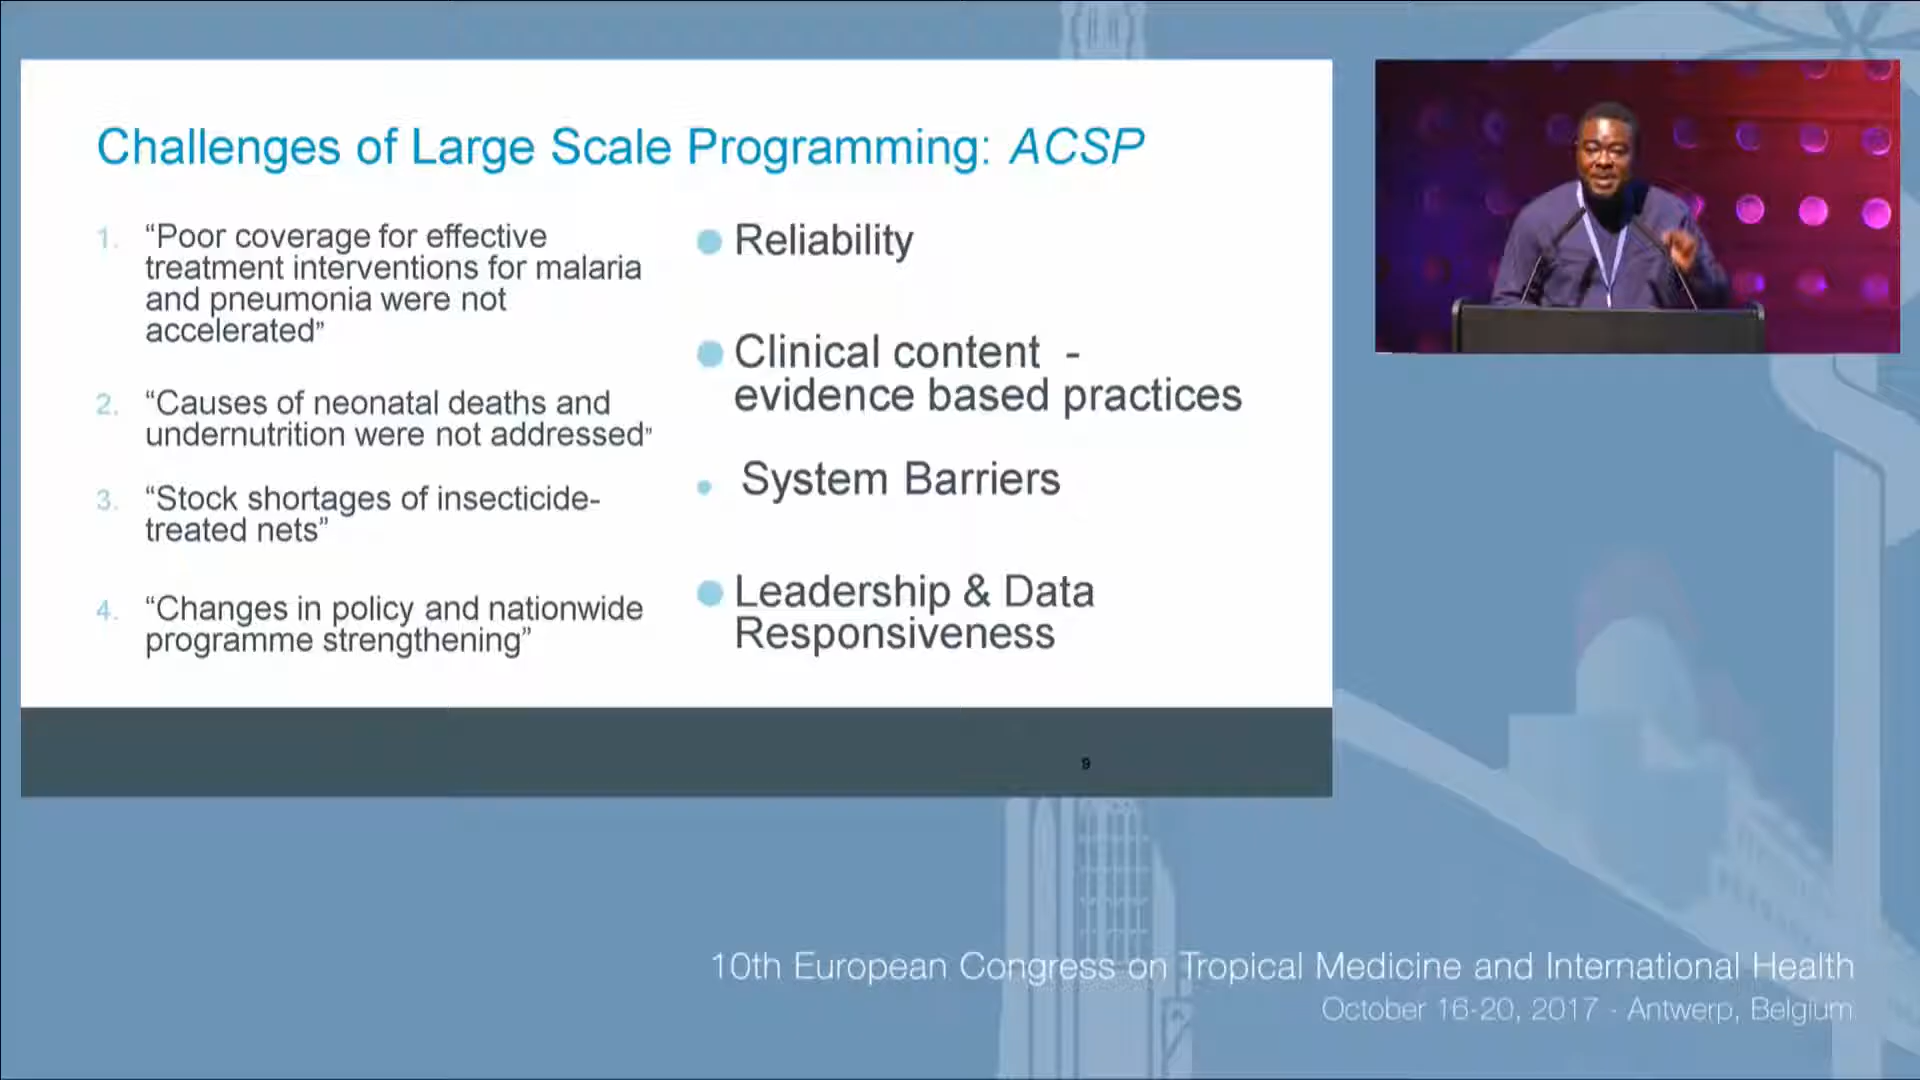 Challenges of Large Scale Programming: ACSP
1. “Poor coverage for effective
treatment interventions for malaria
and pneumonia were not
accelerated”
2. “Causes of neonatal deaths and
undernutrition were not addressed”
3. “Stock shortages of insecticide-
treated nets”
4. “Changes in policy and nationwide
programme strengthening”
Reliability
Clinical content -
evidence based practices
System Barriers
Leadership & Data
Responsiveness
9
10th European Congress on Tropical Medicine and International Health
October 16-20, 2017 - Antwerp, Belgium